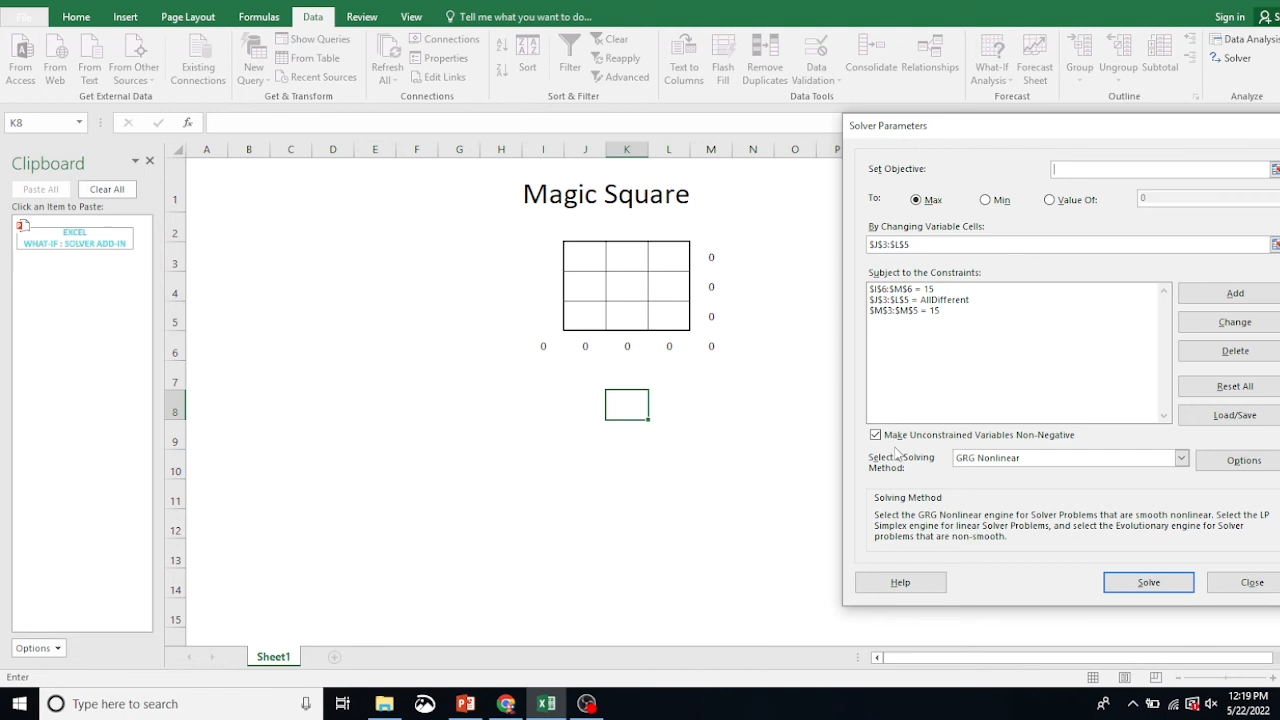 File Home Insert Page Layout Formulas Data Review View Tell me what you want to do... Sign in
From Access
From Web
From Text
From Other Sources
Existing Connections
Get External Data
New Query
Show Queries
From Table
Recent Sources
Get & Transform
Refresh All
Connections
Properties
Edit Links
Connections
Sort
Filter
Clear
Reapply
Advanced
Sort & Filter
Text to Columns
Flash Fill
Remove Duplicates
Data Validation
Consolidate
Relationships
Data Tools
What-If Analysis
Forecast Sheet
Forecast
Group
Ungroup
Subtotal
Outline
Data Analysis
Solver
Analyze
K8 fx
Clipboard
Paste All Clear All
Click an Item to Paste:
EXCEL
WHAT-IF : SOLVER ADD-IN
Options
A B C D E F G H I J K L M N O P
1 Magic Square
2
3 0
4 0
5 0
6 0 0 0 0 0
7
8
9
10
11
12
13
14
15
Solver Parameters
Set Objective:
To: Max Min Value Of: 0
By Changing Variable Cells:
$J$3:$L$5
Subject to the Constraints:
$I$6:$M$6 = 15
$J$3:$L$5 = AllDifferent
$M$3:$M$5 = 15
Add
Change
Delete
Reset All
Load/Save
Make Unconstrained Variables Non-Negative
Select a Solving Method: GRG Nonlinear Options
Solving Method
Select the GRG Nonlinear engine for Solver Problems that are smooth nonlinear. Select the LP
Simplex engine for linear Solver Problems, and select the Evolutionary engine for Solver
problems that are non-smooth.
Help Solve Close
Sheet1
Enter
Type here to search
12:19 PM
5/22/2022